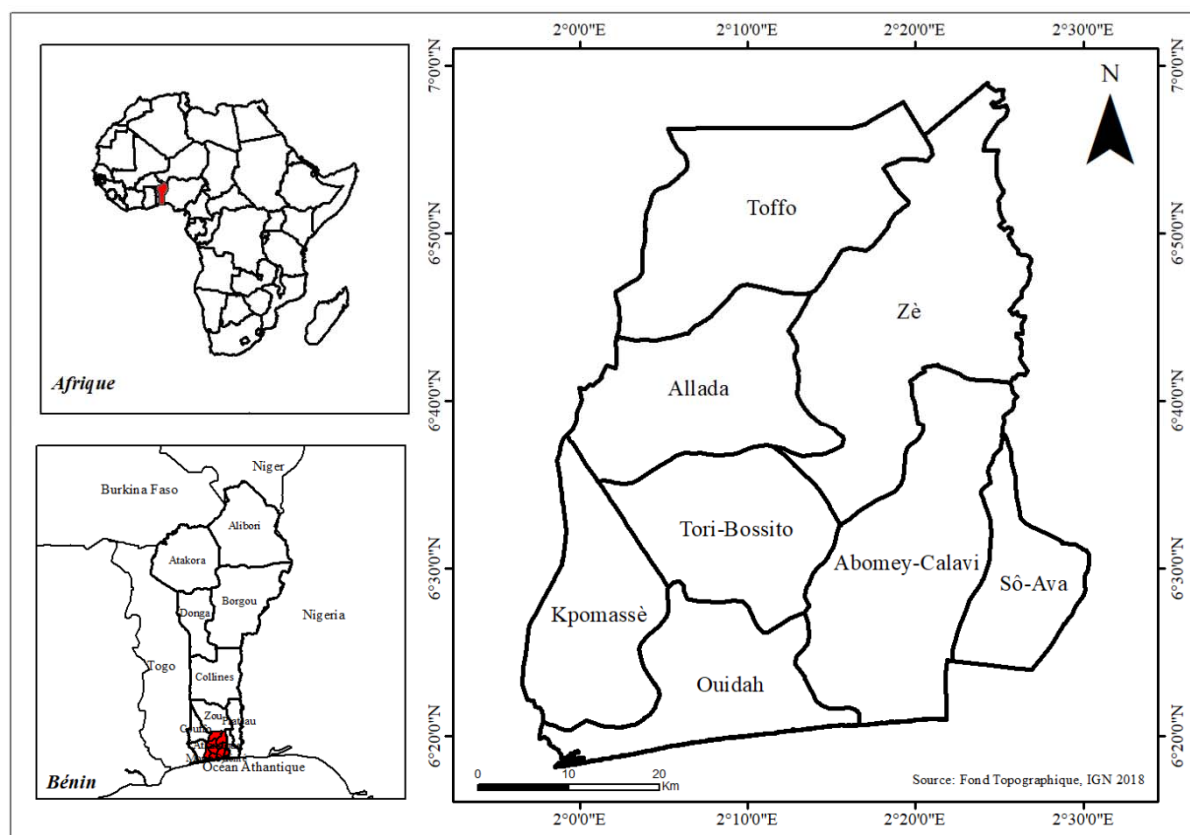 2°0'0"E
2°10'0"E
2°20'0"E
2°30'0"E
7°0'0"N
7°0'0"N
N
Toffo
6°50'0"N
6°50'0"N
Zè
Afrique
Allada
6°40'0"N
6°40'0"N
Niger
Burkina Faso
Alibori
Tori-Bossito
Atakora
Abomey-Calavi
Sô-Ava
6°30'0"N
6°30'0"N
Borgou
Donga
Nigeria
Kpomassè
Togo
Collines
Ouidah
Zou
6°20'0"N
6°20'0"N
Océan Athantique
Bénin
0
10
20
Km
Source: Fond Topographique, IGN 2018
2°0'0"E
2°10'0"E
2°20'0"E
2°30'0"E